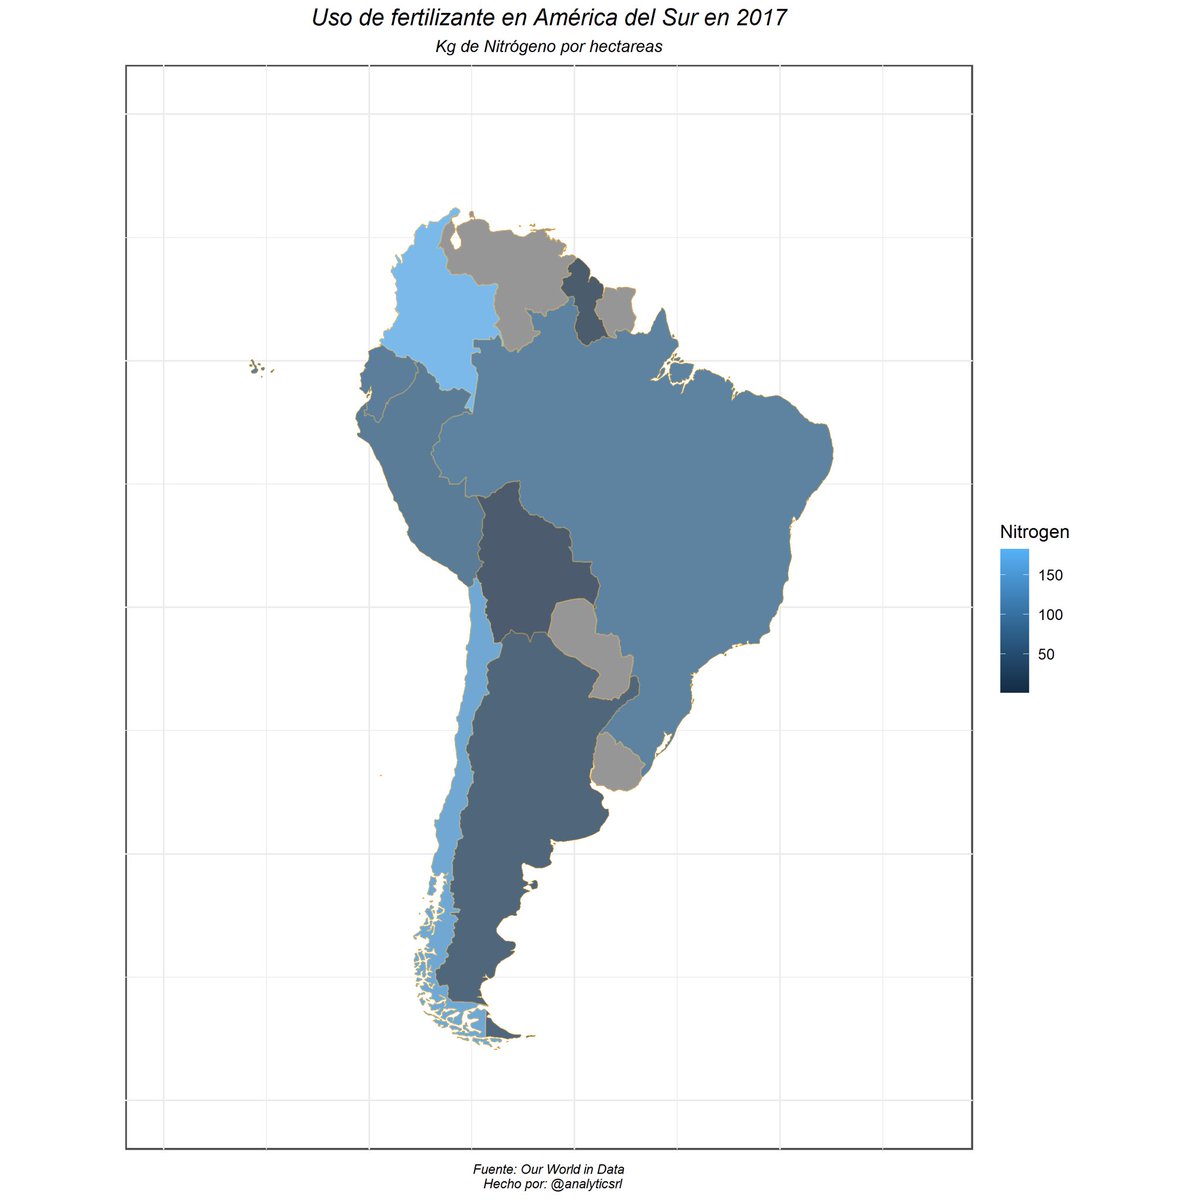 Uso de fertilizante en América del Sur en 2017
Kg de Nitrógeno por hectareas
Nitrogen
150
100
50
Fuente: Our World in Data
Hecho por: @analyticsrl